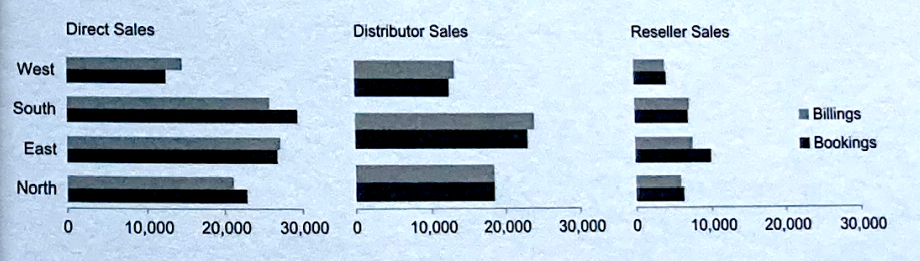 Direct Sales
Distributor Sales
Reseller Sales
West
South
East
North
Billings
Bookings
0 10,000 20,000 30,000
0 10,000 20,000 30,000
0 10,000 20,000 30,000